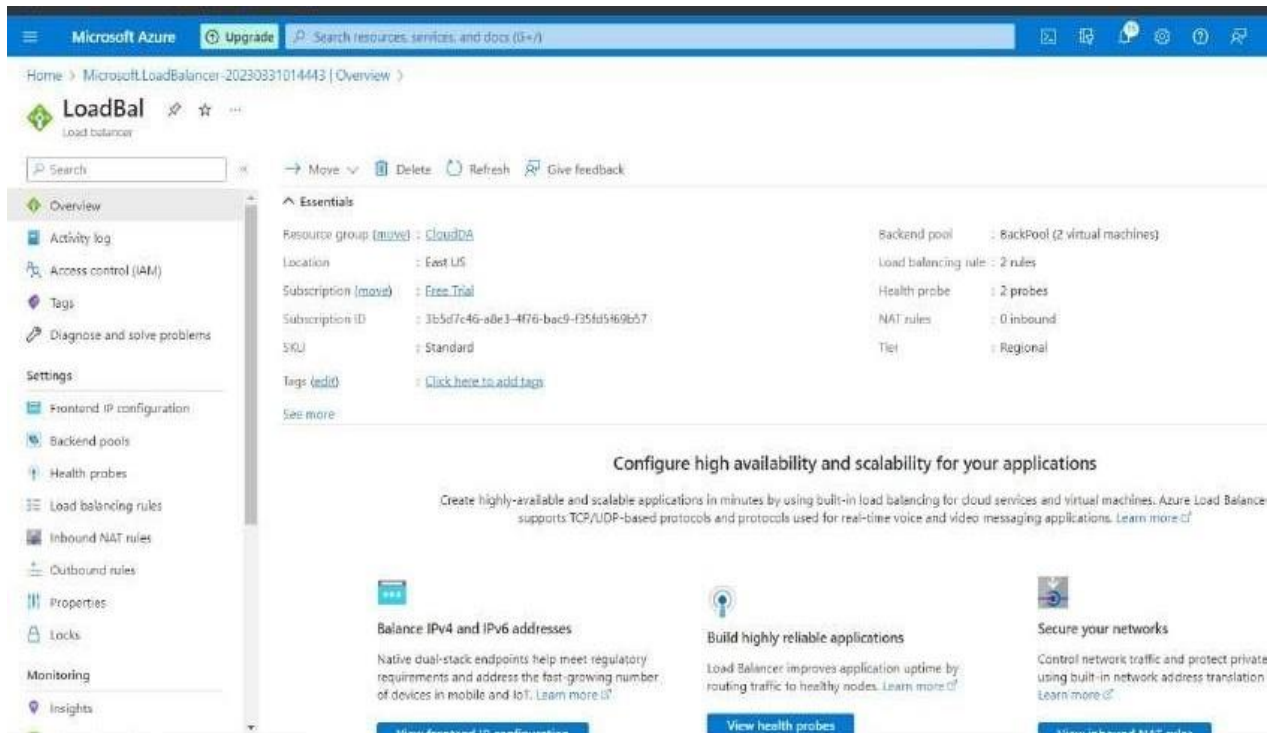 Microsoft Azure
Upgrade
Search resources, services, and docs (G+/)
Home > Microsoft.LoadBalancer-20230331014443 | Overview >
LoadBal
Load balancer
Search
Move
Delete
Refresh
Give feedback
Overview
Activity log
Access control (IAM)
Tags
Diagnose and solve problems
Settings
Frontend IP configuration
Backend pools
Health probes
Load balancing rules
Inbound NAT rules
Outbound rules
Properties
Locks
Monitoring
Insights
Essentials
Resource group (move) : CloudDA
Location : East US
Subscription (move) : Free Trial
Subscription ID : 3b5d7c46-a8e3-4f76-bac9-f35fd5f69b57
SKU : Standard
Tags (edit) : Click here to add tags
See more
Backend pool : BackPool (2 virtual machines)
Load balancing rule : 2 rules
Health probe : 2 probes
NAT rules : 0 inbound
Tier : Regional
Configure high availability and scalability for your applications
Create highly-available and scalable applications in minutes by using built-in load balancing for cloud services and virtual machines. Azure Load Balance
supports TCP/UDP-based protocols and protocols used for real-time voice and video messaging applications. Learn more
Balance IPv4 and IPv6 addresses
Native dual-stack endpoints help meet regulatory
requirements and address the fast-growing number
of devices in mobile and IoT. Learn more
View frontend IP configuration
Build highly reliable applications
Load Balancer improves application uptime by
routing traffic to healthy nodes. Learn more
View health probes
Secure your networks
Control network traffic and protect private
using built-in network address translation
Learn more
View inbound NAT rules